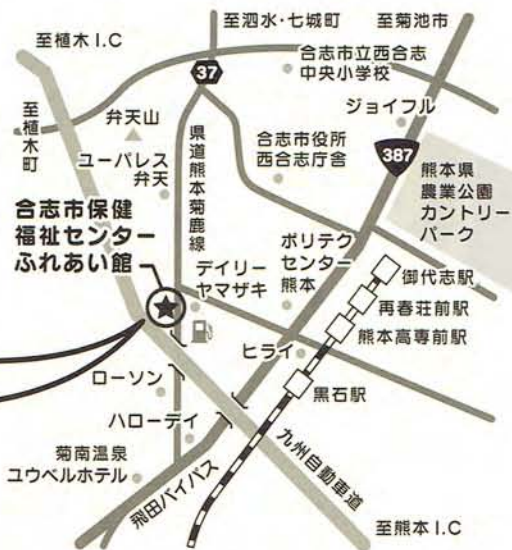 至泗水・七城町
至菊池市
至植木I.C
37
合志市立西合志
中央小学校
至植木町
弁天山
ジョイフル
県道熊本菊鹿線
合志市役所
西合志庁舎
387
ユーパレス
弁天
熊本県
農業公園
カントリー
パーク
合志市保健
福祉センター
ふれあい館
ポリテク
センター
熊本
デイリー
ヤマザキ
御代志駅
再春荘前駅
熊本高専前駅
ヒライ
黒石駅
ローソン
ハローデイ
九州自動車道
菊南温泉
ユウベルホテル
飛田バイパス
至熊本I.C